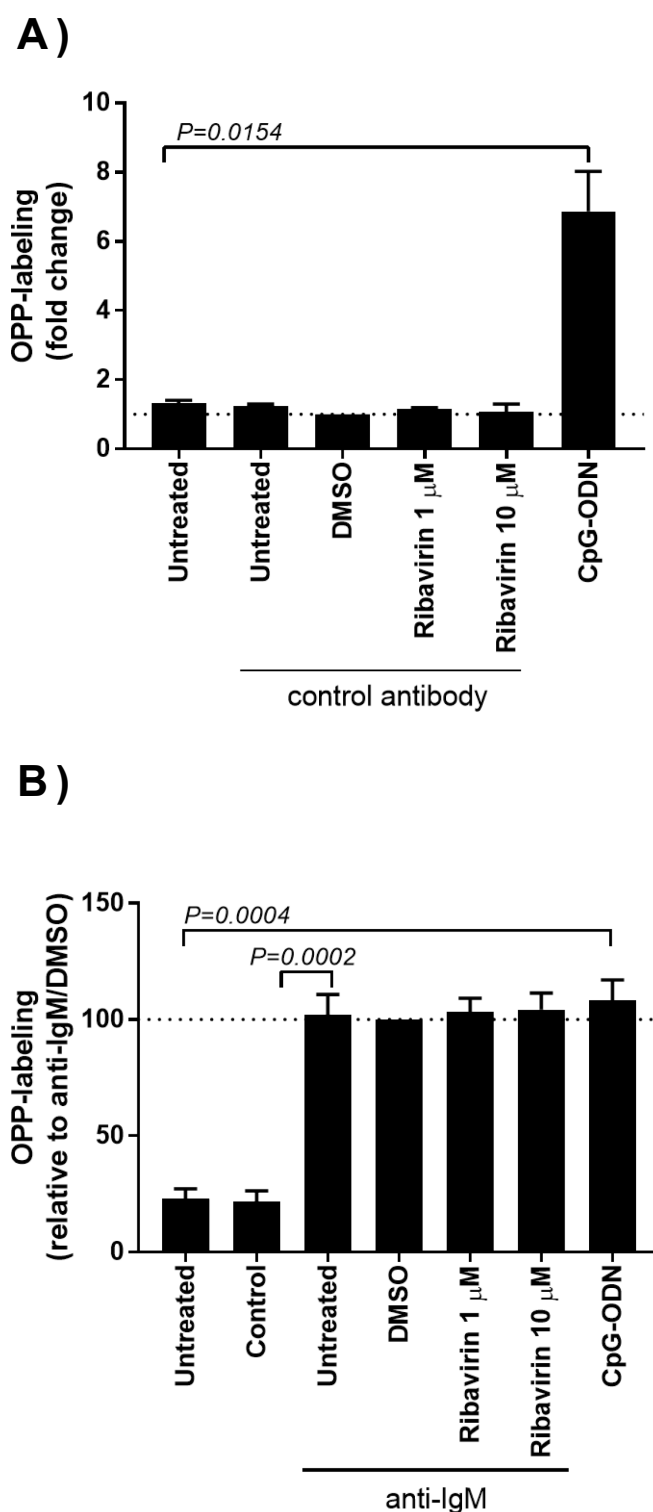 A )
OPP-labeling
(fold change)
10
8
6
4
2
0
P=0.0154
Untreated
Untreated
DMSO
Ribavirin 1 μM
Ribavirin 10 μM
CpG-ODN
control antibody
B )
OPP-labeling
(relative to anti-IgM/DMSO)
150
100
50
0
P=0.0004
P=0.0002
Untreated
Control
Untreated
DMSO
Ribavirin 1 μM
Ribavirin 10 μM
CpG-ODN
anti-IgM